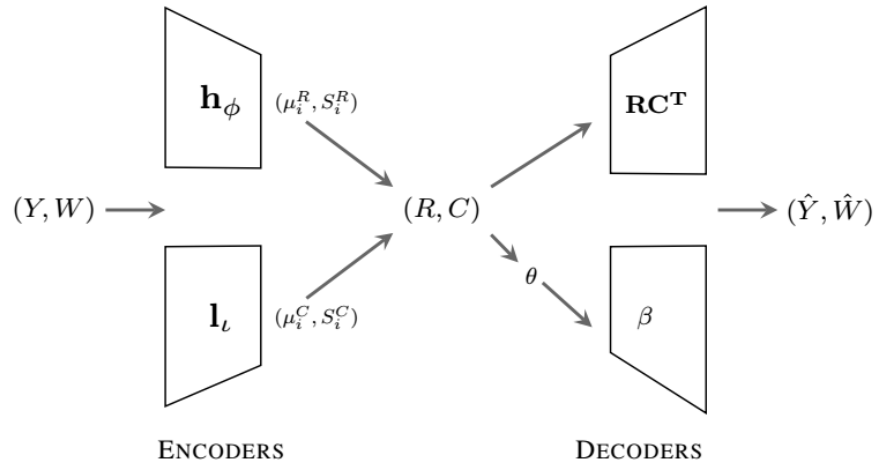 h_ϕ
(μ_i^R, S_i^R)
RC^T
(Y, W)
(R, C)
(Ŷ, Ŵ)
θ
l_ι
(μ_i^C, S_i^C)
β
ENCODERS
DECODERS